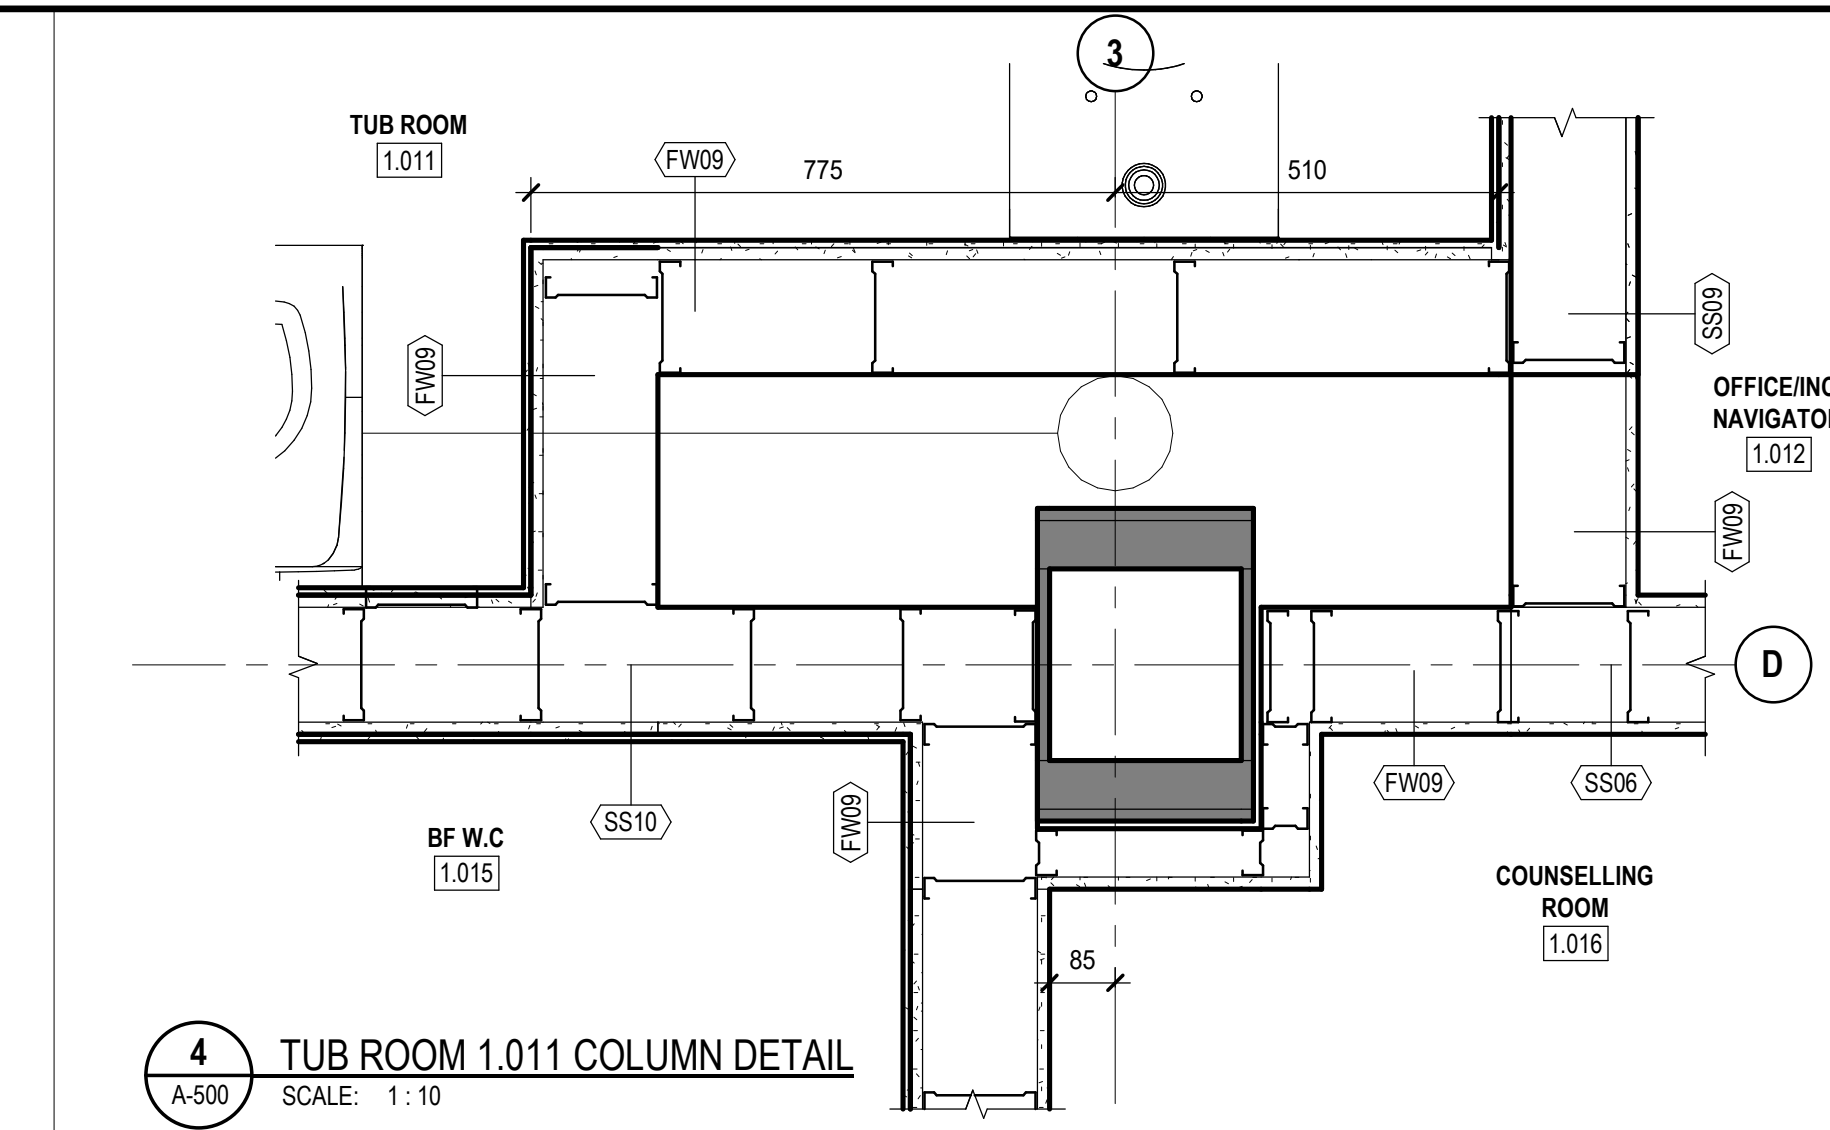 3
TUB ROOM
1.011
FW09
775
510
SS09
FW09
OFFICE/INC
NAVIGATO
1.012
FW09
D
FW09
SS06
SS10
FW09
BF W.C
1.015
COUNSELLING
ROOM
1.016
85
4
A-500
TUB ROOM 1.011 COLUMN DETAIL
SCALE: 1 : 10